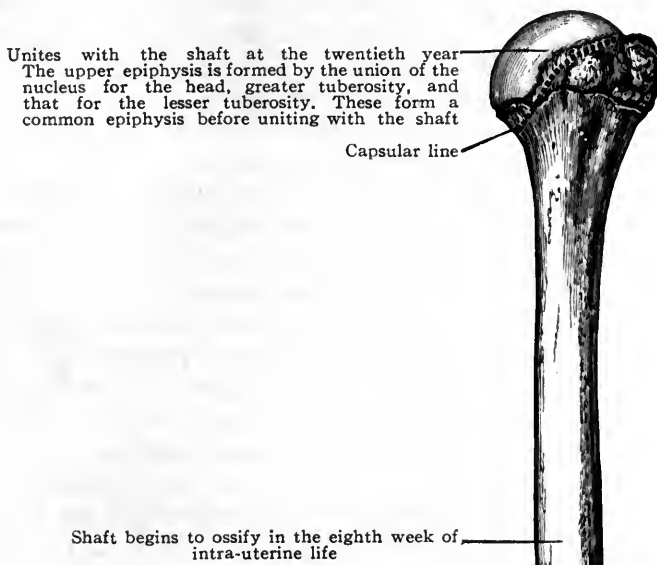 Unites with the shaft at the twentieth year
The upper epiphysis is formed by the union of the
nucleus for the head, greater tuberosity, and
that for the lesser tuberosity. These form a
common epiphysis before uniting with the shaft
Capsular line
Shaft begins to ossify in the eighth week of
intra-uterine life